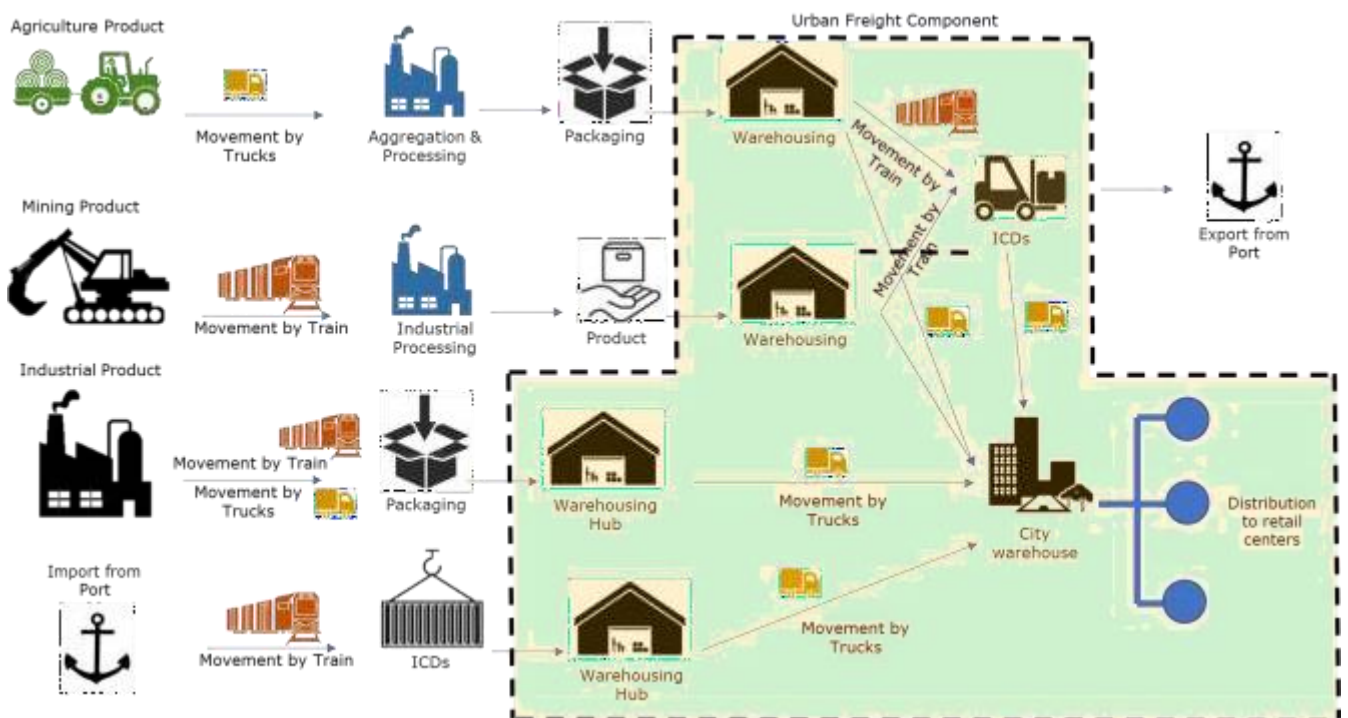 Urban Freight Component
Agriculture Product
Movement by
Trucks
Aggregation &
Processing
Packaging
Warehousing
Movement by
Train
ICDs
Export from
Port
Mining Product
Movement by Train
Industrial
Processing
Product
Warehousing
Movement by
Train
Industrial Product
Movement by Train
Movement by
Trucks
Packaging
Warehousing
Hub
Movement by
Trucks
City
warehouse
Distribution
to retail
centers
Import from
Port
Movement by Train
ICDs
Warehousing
Hub
Movement by
Trucks